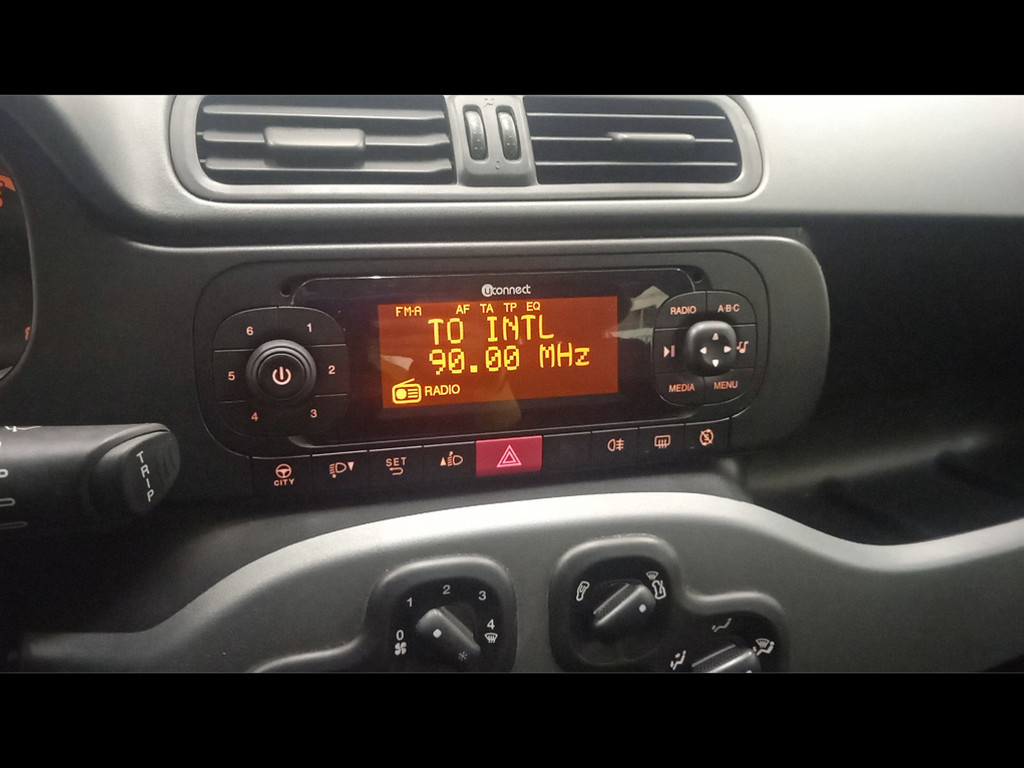 uconnect
FM-A AF TA TP EQ
TO INTL
90.00 MHz
RADIO
6 1
5 2
4 3
RADIO A·B·C
MEDIA MENU
CITY
SET
TRIP
0 1 2 3 4